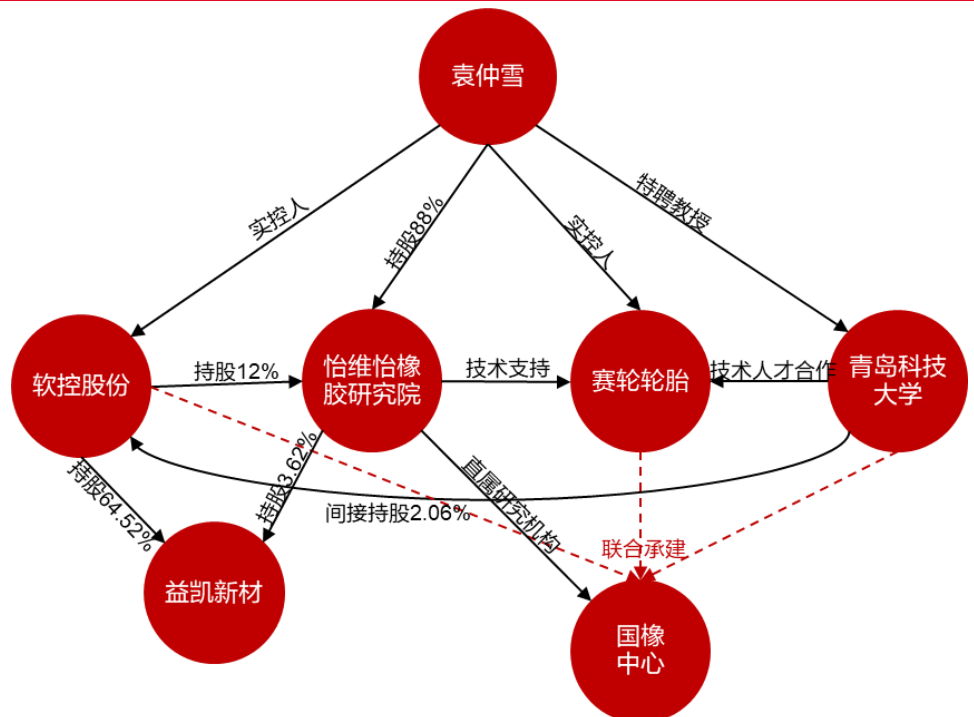 袁仲雪
实控人
持股88%
实控人
特聘教授
软控股份
持股12%
怡维怡橡
胶研究院
技术支持
赛轮轮胎
技术人才合作
青岛科技
大学
持股64.52%
持股3.62%
间接持股2.06%
直属研究机构
联合承建
益凯新材
国橡
中心